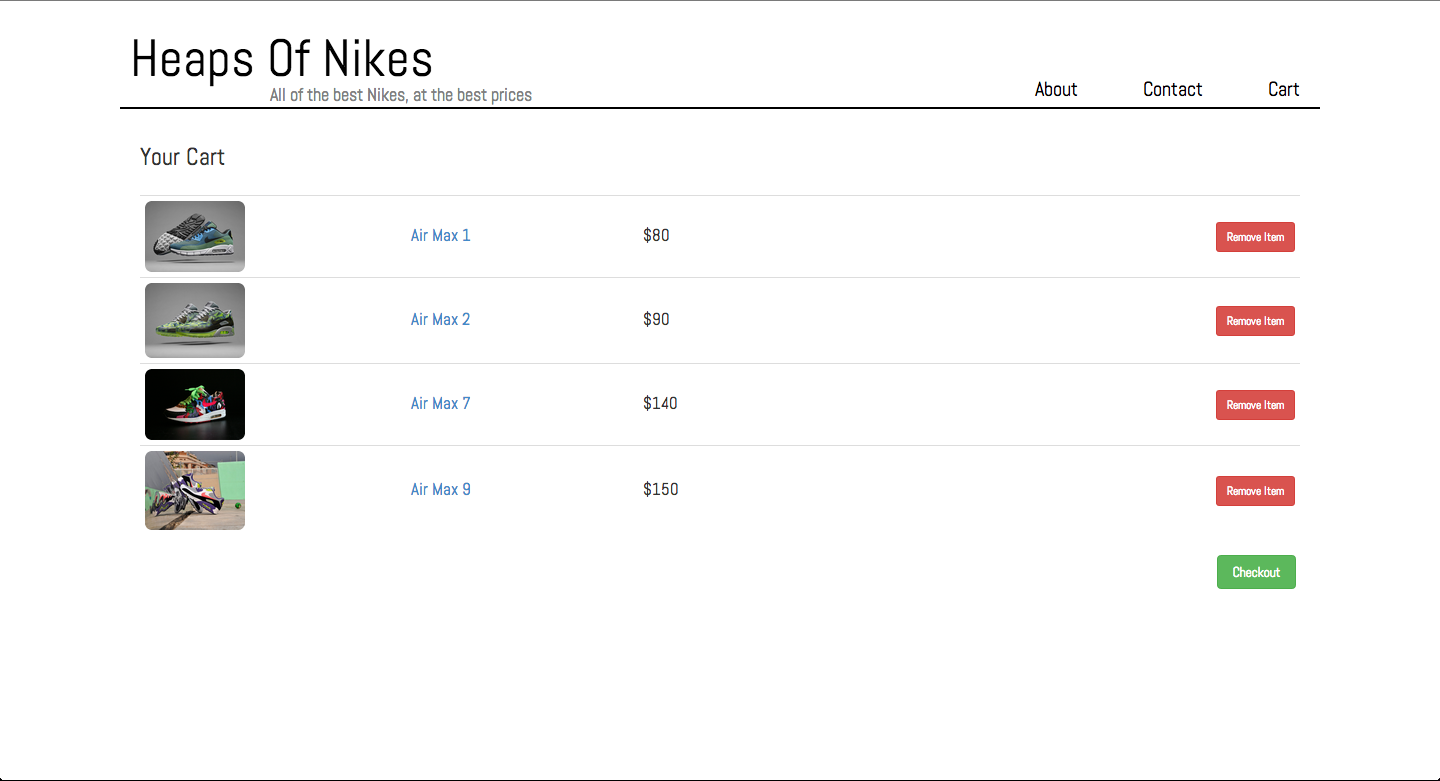 Heaps Of Nikes
All of the best Nikes, at the best prices
About Contact Cart
Your Cart
Air Max 1 $80 Remove Item
Air Max 2 $90 Remove Item
Air Max 7 $140 Remove Item
Air Max 9 $150 Remove Item
Checkout